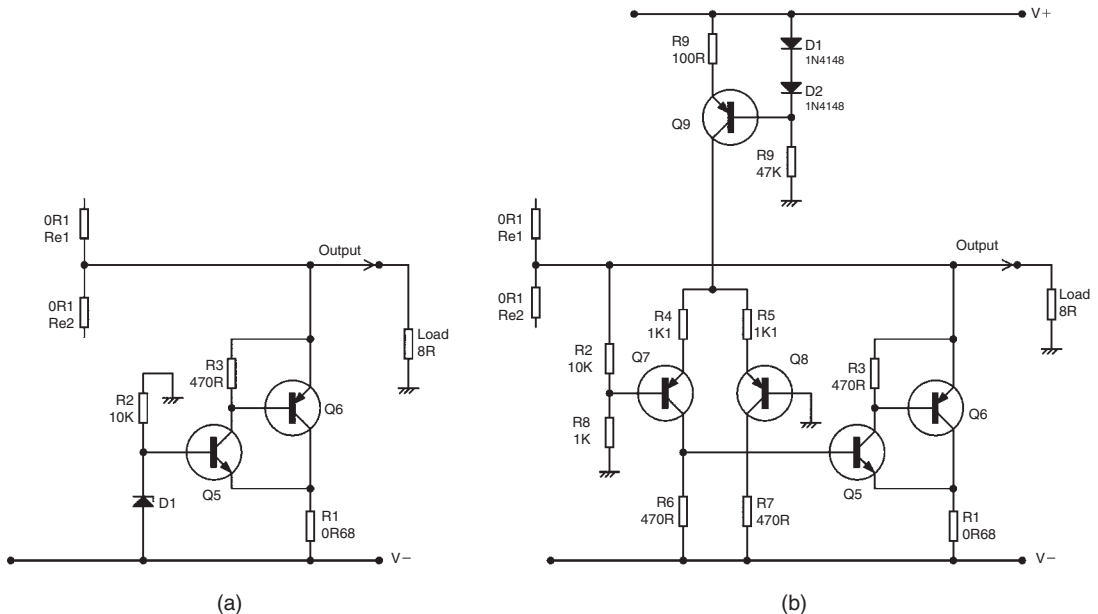 V+
R9
100R
D1
1N4148
D2
1N4148
Q9
R9
47K
0R1
Re1
Output
0R1
Re2
Load
8R
R3
470R
R2
10K
Q6
Q5
D1
R1
0R68
V−
(a)
0R1
Re1
Output
0R1
Re2
Load
8R
R4
1K1
R5
1K1
R2
10K
Q7
Q8
R3
470R
R8
1K
Q6
Q5
R6
470R
R7
470R
R1
0R68
V−
(b)